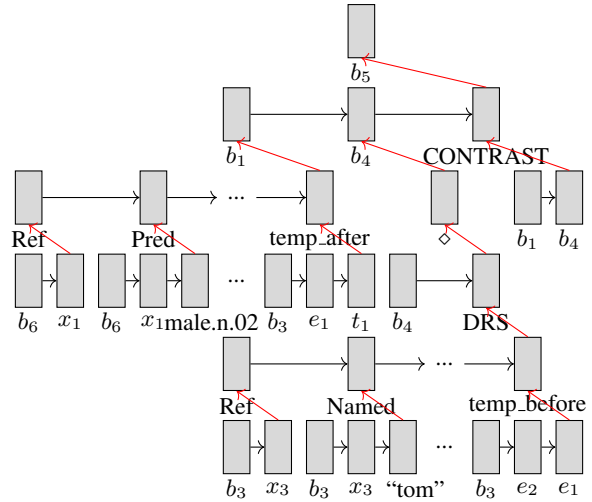 b₅
b₁ b₄ CONTRAST
Ref Pred ... temp_after ◇ b₁ b₄
b₆ x₁ b₆ x₁ male.n.02 ... b₃ e₁ t₁ b₄ DRS
Ref Named ... temp_before
b₃ x₃ b₃ x₃ “tom” ... b₃ e₂ e₁